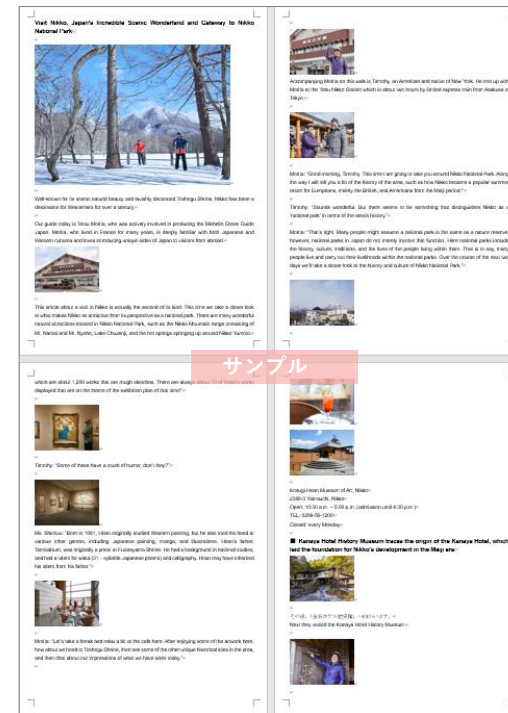 Visit Nikko, Japan's Incredible Scenic Wonderland and Gateway to Nikko
National Park
Well-known for its scenic natural beauty and lavishly decorated Toshogu Shrine, Nikko has been a
destination for Westerners for over a century.
Our guide today is Tetsu Motta, who was actively involved in producing the Michelin Green Guide
Japan. Motta, who lived in France for many years, is deeply familiar with both Japanese and
Western cultures and loves introducing unique sides of Japan to visitors from abroad.
This article about a visit to Nikko is actually the second of its kind. This time we take a closer look
at what makes Nikko so attractive from its perspective as a national park. There are many wonderful
natural attractions located in Nikko National Park, such as the Nikko Mountain range consisting of
Mt. Nantai and Mt. Nyoho, Lake Chuzenji, and the hot springs springing up around Nikko Yumoto.
Accompanying Motta on this walk is Timothy, an American and native of New York. He met up with
Motta at the Tobu Nikko Station which is about two hours by limited express train from Asakusa in
Tokyo.
Motta: "Good morning, Timothy. This time I am going to take you around Nikko National Park. Along
the way I will tell you a bit of the history of the area, such as how Nikko became a popular summer
resort for Europeans, mainly the British, and Americans from the Meiji period."
Timothy: "Sounds wonderful. But there seems to be something that distinguishes Nikko as a
'national park' in terms of the area's history."
Motta: "That's right. Many people might assume a national park is the same as a nature reserve,
however, national parks in Japan do not merely involve that function. Here national parks include
the history, culture, traditions, and the lives of the people living within them. That is to say, many
people live and carry out their livelihoods within the national parks. Over the course of the next two
days we'll take a closer look at the history and culture of Nikko National Park."
サンプル
which are about 1,200 works that are rough sketches. There are always about
displayed that are on the theme of the exhibition plan of that time!"
Timothy: "Some of these have a touch of humor, don't they?"
Ms. Shimizu: "Born in 1881, Hoan originally studied Western painting, but he also tried his hand at
various other genres, including Japanese painting, manga, and illustrations. Hoan's father,
was originally a priest at Futarasan Shrine. He had a background in national studies,
and had a talent for waka (31 - syllable Japanese poems) and calligraphy. Hoan may have inherited
his talent from his father."
Motta: "Let's take a break and relax a bit at the cafe here. After enjoying some of the artwork here,
how about we head to Toshogu Shrine, then see some of the other unique historical sites in the area,
and then chat about our impressions of what we have seen today."
Kosugi Hoan Museum of Art, Nikko
2388-3 Yamauchi, Nikko
Open: 10:30 a.m. – 5:00 p.m. (admission until 4:30 p.m.)
TEL: 0288-50-1200
Closed: every Monday
■ Kanaya Hotel History Museum traces the origin of the Kanaya Hotel, which
laid the foundation for Nikko's development in the Meiji era
Next they visited the Kanaya Hotel History Museum